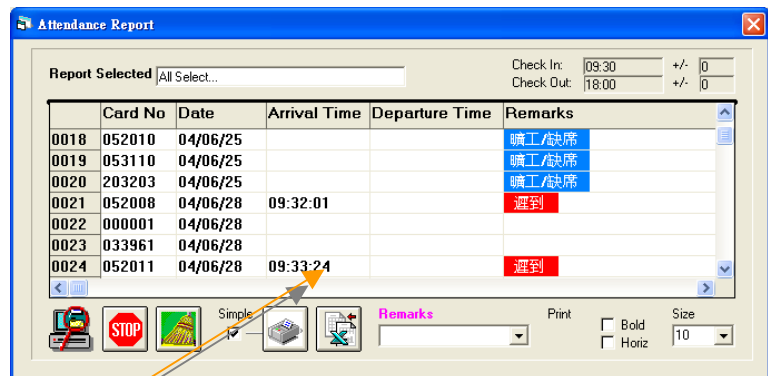 Attendance Report
Report Selected All Select...
Check In: 09:30 +/- 0
Check Out: 18:00 +/- 0
Card No Date Arrival Time Departure Time Remarks
0018 052010 04/06/25 曠工/缺席
0019 053110 04/06/25 曠工/缺席
0020 203203 04/06/25 曠工/缺席
0021 052008 04/06/28 09:32:01 遲到
0022 000001 04/06/28
0023 033961 04/06/28
0024 052011 04/06/28 09:33:24 遲到
STOP
Simple
Remarks
Print
Bold
Horiz
Size
10